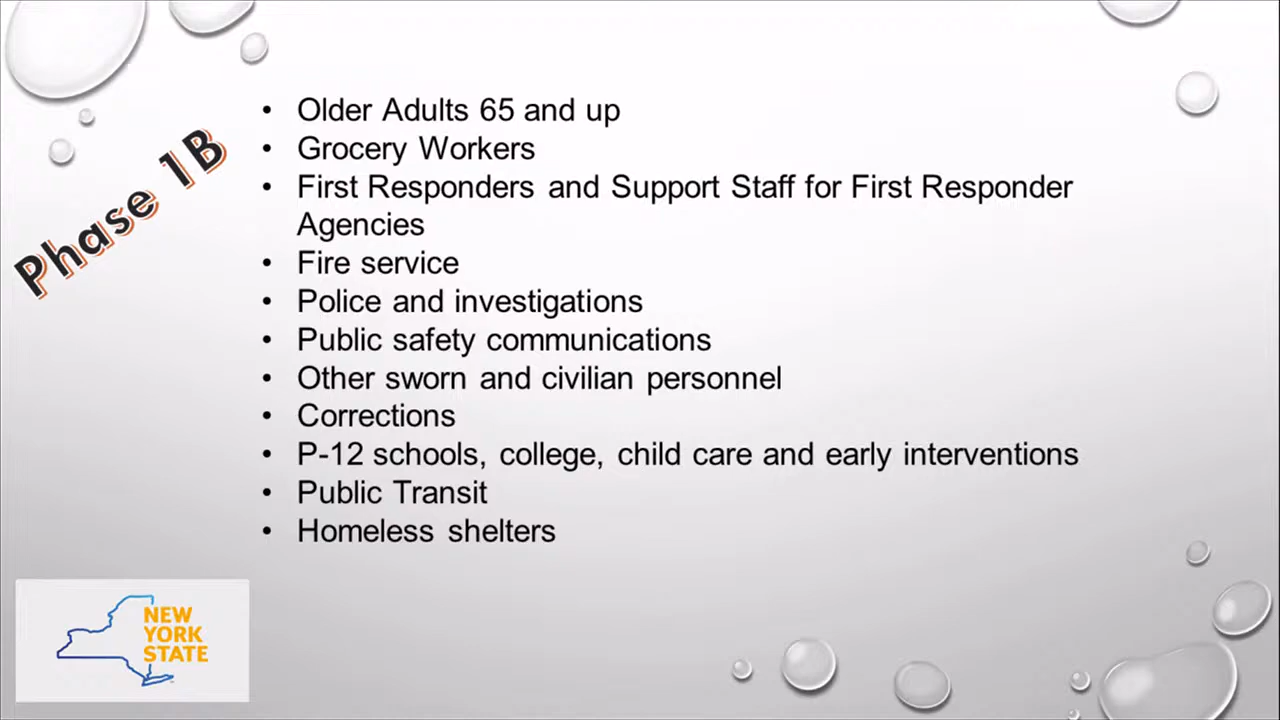 Phase 1B
• Older Adults 65 and up
• Grocery Workers
• First Responders and Support Staff for First Responder
Agencies
• Fire service
• Police and investigations
• Public safety communications
• Other sworn and civilian personnel
• Corrections
• P-12 schools, college, child care and early interventions
• Public Transit
• Homeless shelters
NEW
YORK
STATE